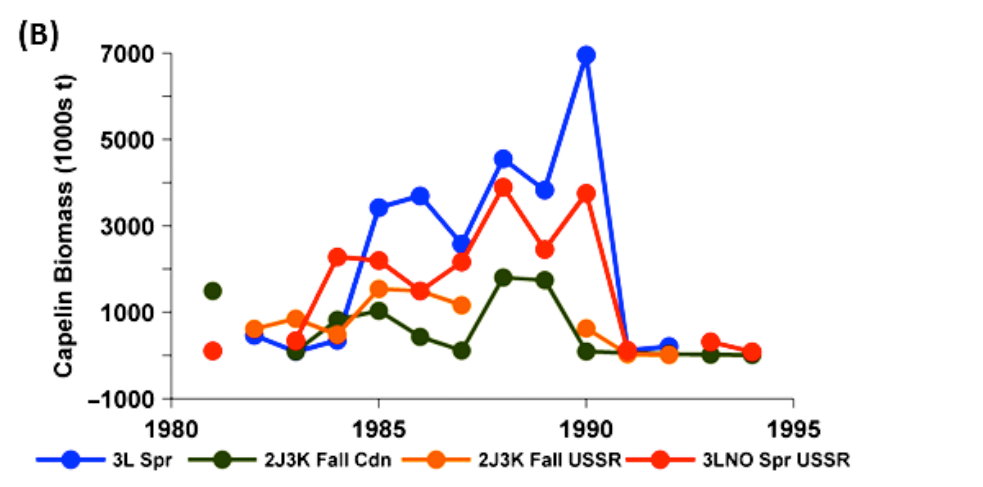 (B)
Capelin Biomass (1000s t)
7000
5000
3000
1000
−1000
1980 1985 1990 1995
3L Spr 2J3K Fall Cdn 2J3K Fall USSR 3LNO Spr USSR